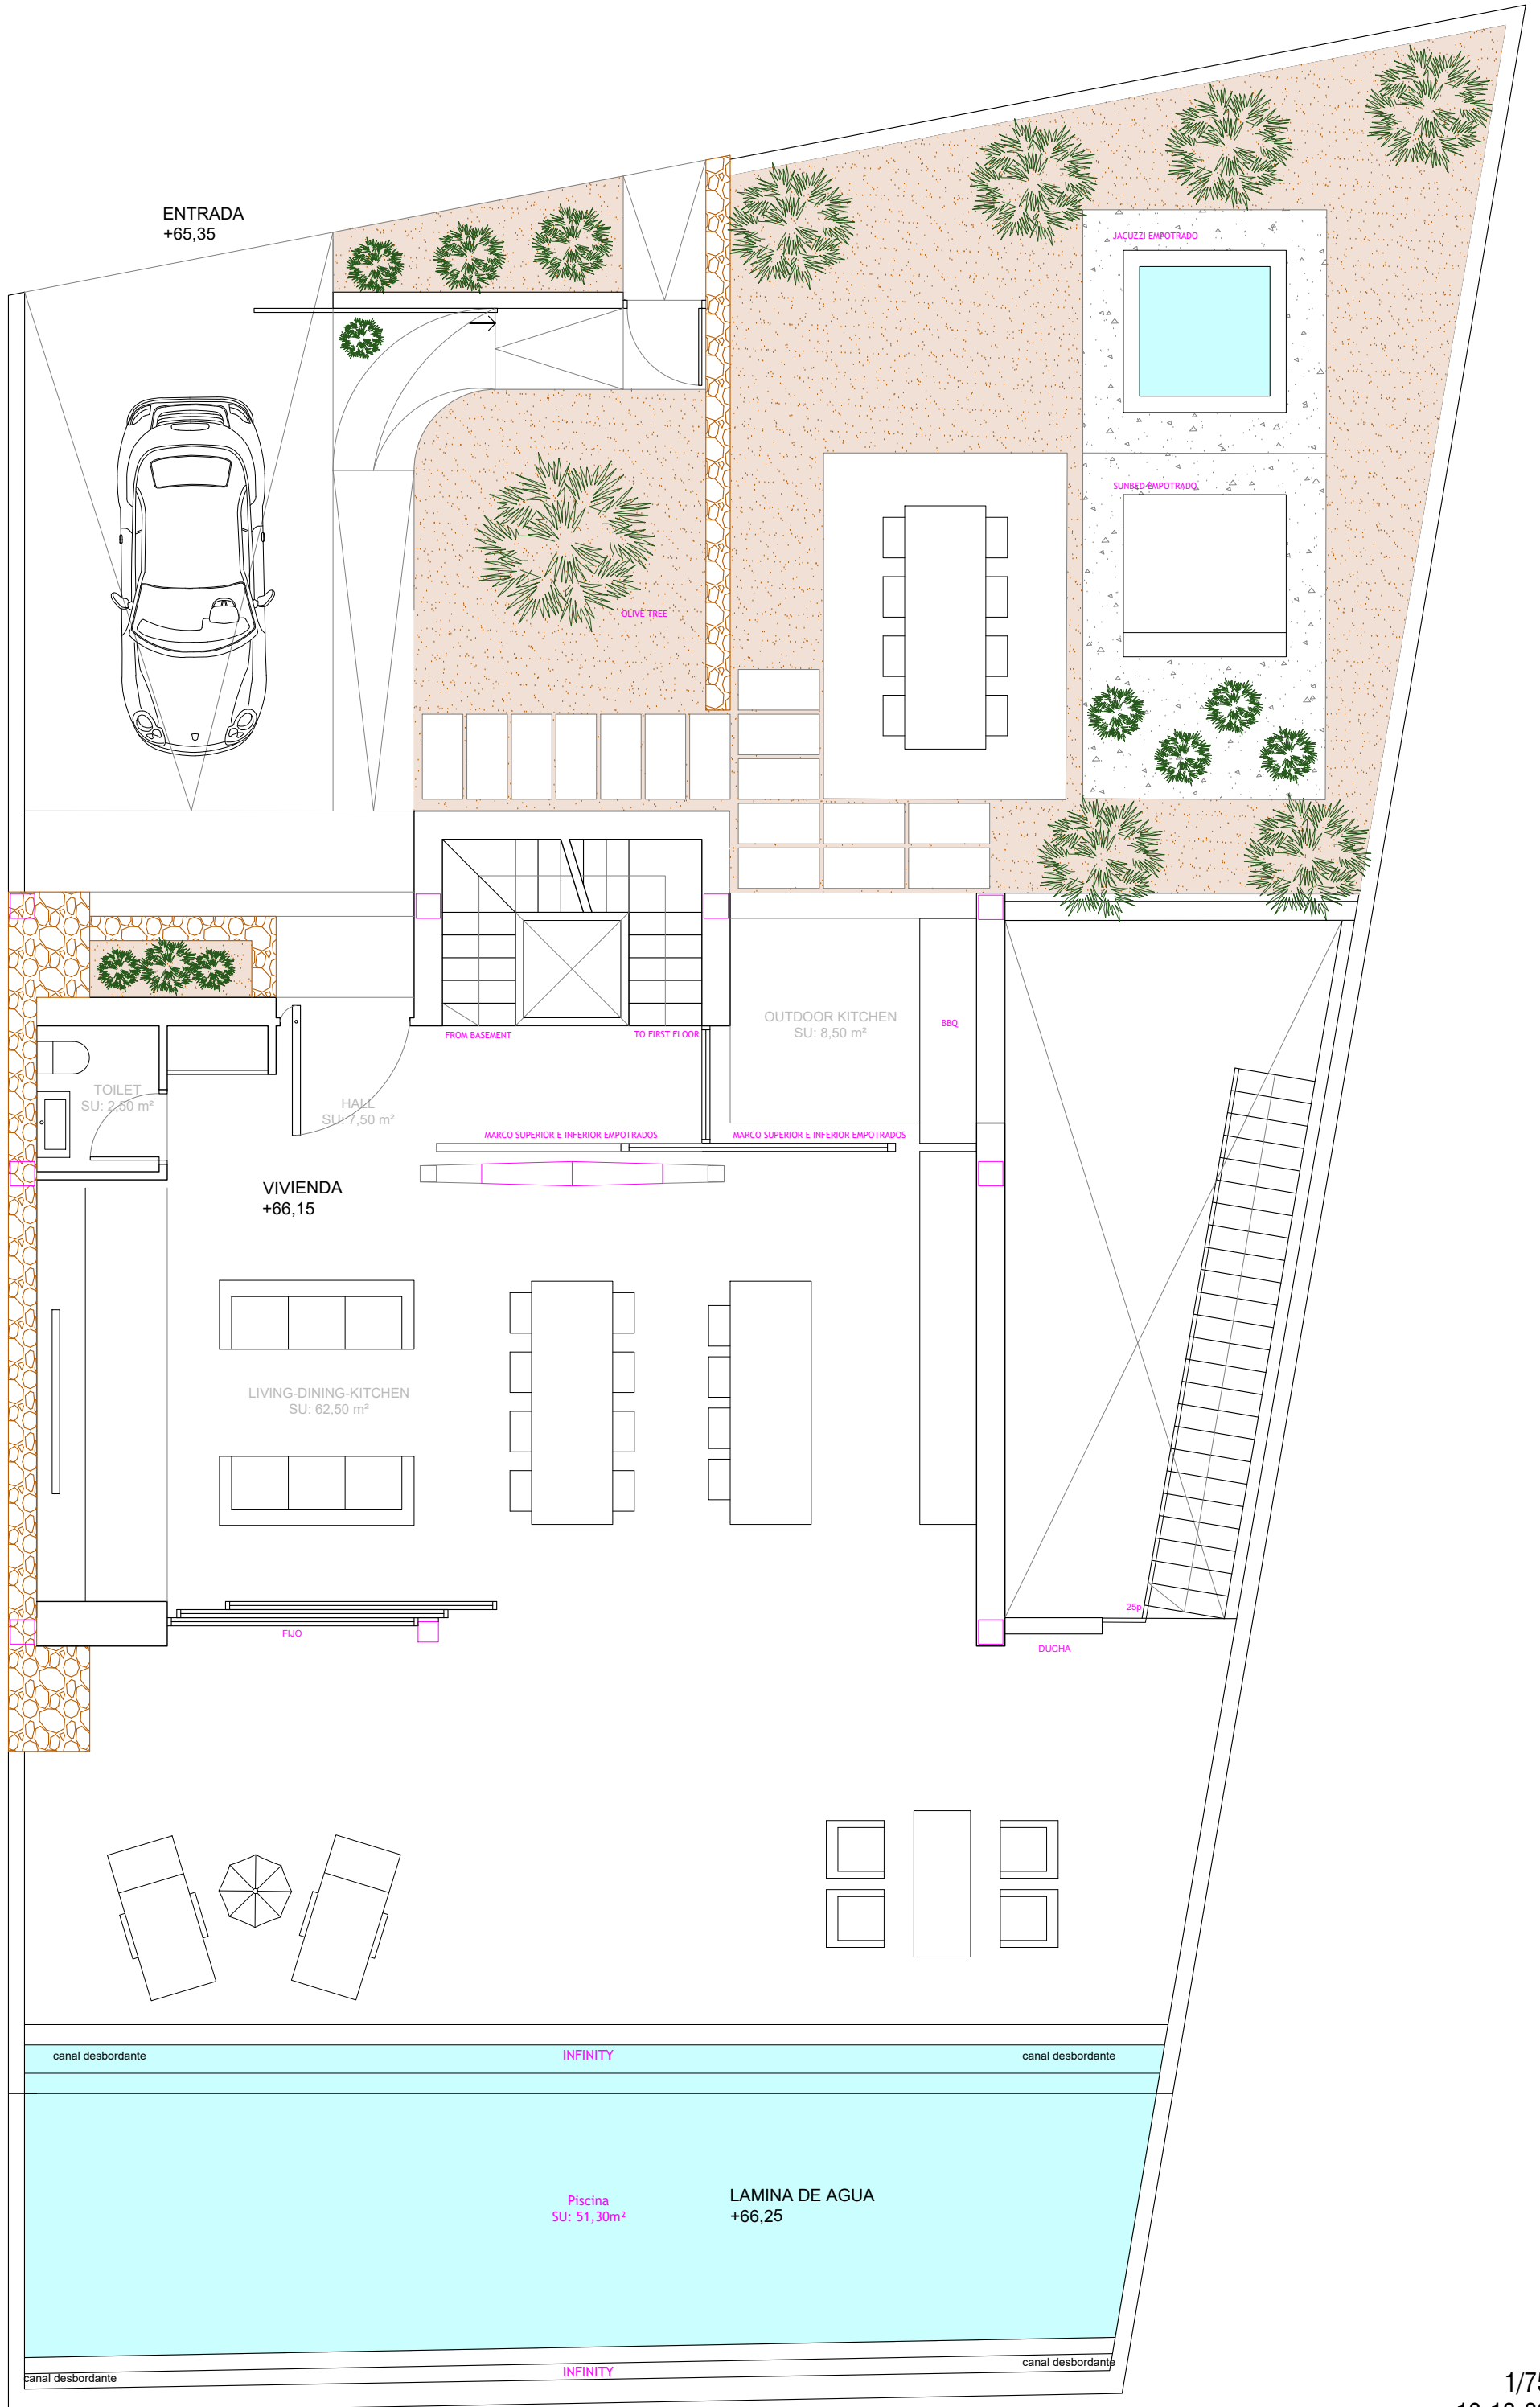 ENTRADA
+65,35
JACUZZI EMPOTRADO
SUNBED EMPOTRADO
OLIVE TREE
FROM BASEMENT
TO FIRST FLOOR
OUTDOOR KITCHEN
SU: 8,50 m²
BBQ
TOILET
SU: 2,50 m²
HALL
SU: 7,50 m²
MARCO SUPERIOR E INFERIOR EMPOTRADOS
MARCO SUPERIOR E INFERIOR EMPOTRADOS
VIVIENDA
+66,15
LIVING-DINING-KITCHEN
SU: 62,50 m²
25p
FIJO
DUCHA
canal desbordante
INFINITY
canal desbordante
Piscina
SU: 51,30m²
LAMINA DE AGUA
+66,25
canal desbordante
INFINITY
canal desbordante